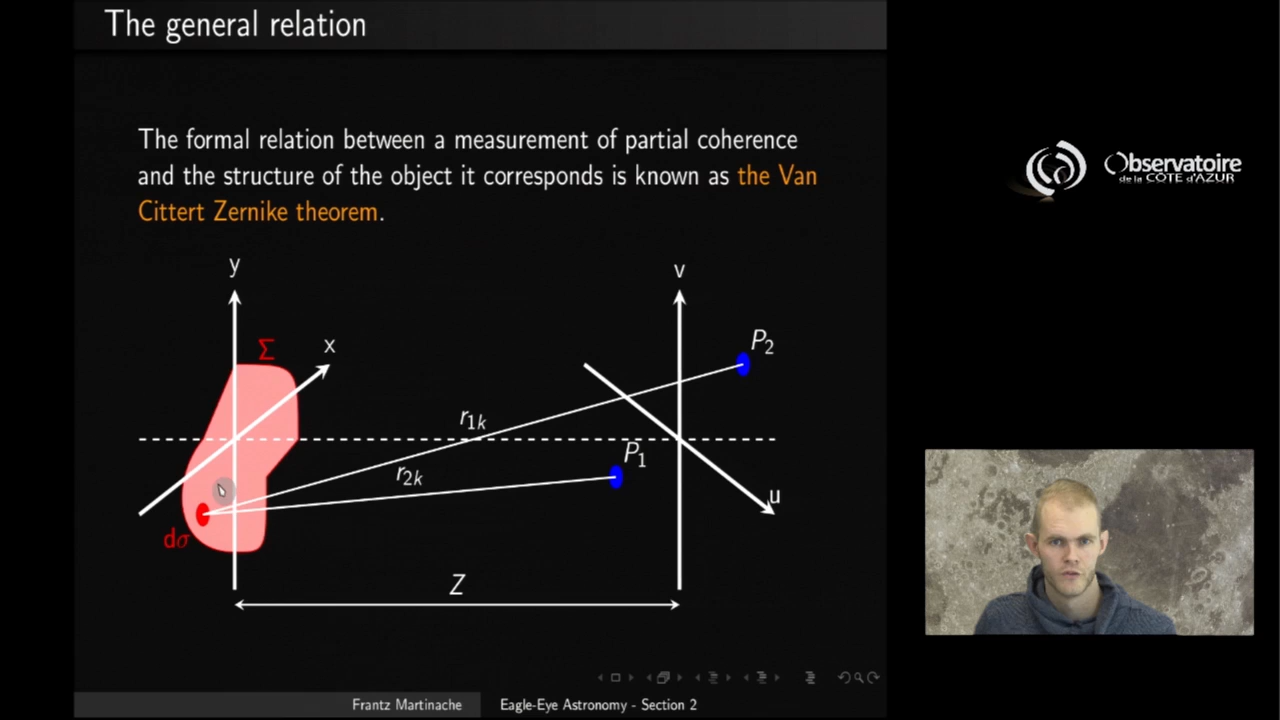 The general relation
The formal relation between a measurement of partial coherence
and the structure of the object it corresponds is known as the Van
Cittert Zernike theorem.
y
v
Σ
x
P2
r1k
P1
r2k
u
dσ
Z
Frantz Martinache
Eagle-Eye Astronomy - Section 2
Observatoire
de la CÔTE d'AZUR